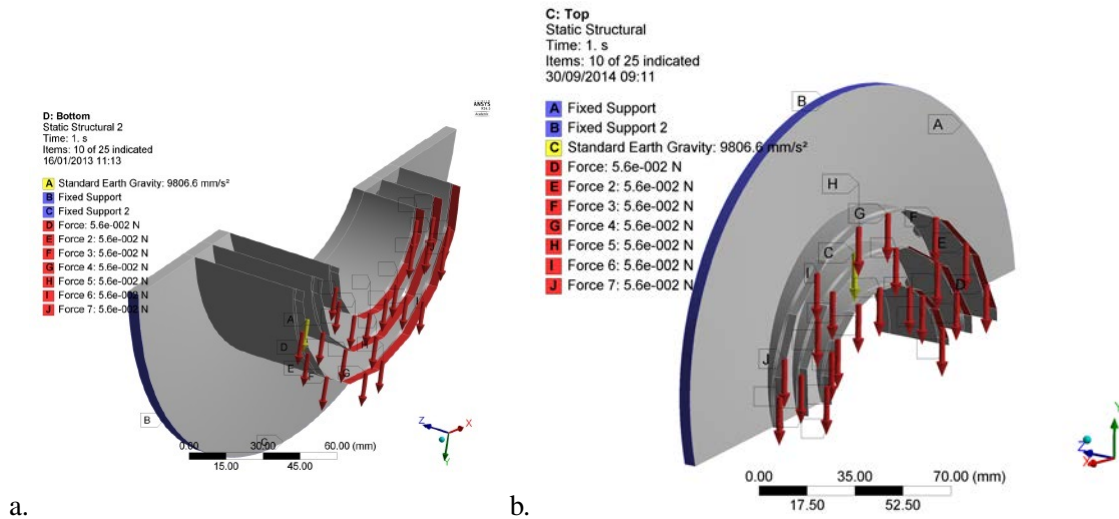 D: Bottom
Static Structural 2
Time: 1. s
Items: 10 of 25 indicated
16/01/2013 11:13
A Standard Earth Gravity: 9806.6 mm/s²
B Fixed Support
C Fixed Support 2
D Force: 5.6e-002 N
E Force 2: 5.6e-002 N
F Force 3: 5.6e-002 N
G Force 4: 5.6e-002 N
H Force 5: 5.6e-002 N
I Force 6: 5.6e-002 N
J Force 7: 5.6e-002 N
ANSYS
A
D
E
F
G
H
I
B
C
0.00 30.00 60.00 (mm)
15.00 45.00
Z X
Y
a.
C: Top
Static Structural
Time: 1. s
Items: 10 of 25 indicated
30/09/2014 09:11
A Fixed Support
B Fixed Support 2
C Standard Earth Gravity: 9806.6 mm/s²
D Force: 5.6e-002 N
E Force 2: 5.6e-002 N
F Force 3: 5.6e-002 N
G Force 4: 5.6e-002 N
H Force 5: 5.6e-002 N
I Force 6: 5.6e-002 N
J Force 7: 5.6e-002 N
B
A
H
G
F
E
C
I
D
J
0.00 35.00 70.00 (mm)
17.50 52.50
Y
Z
X
b.